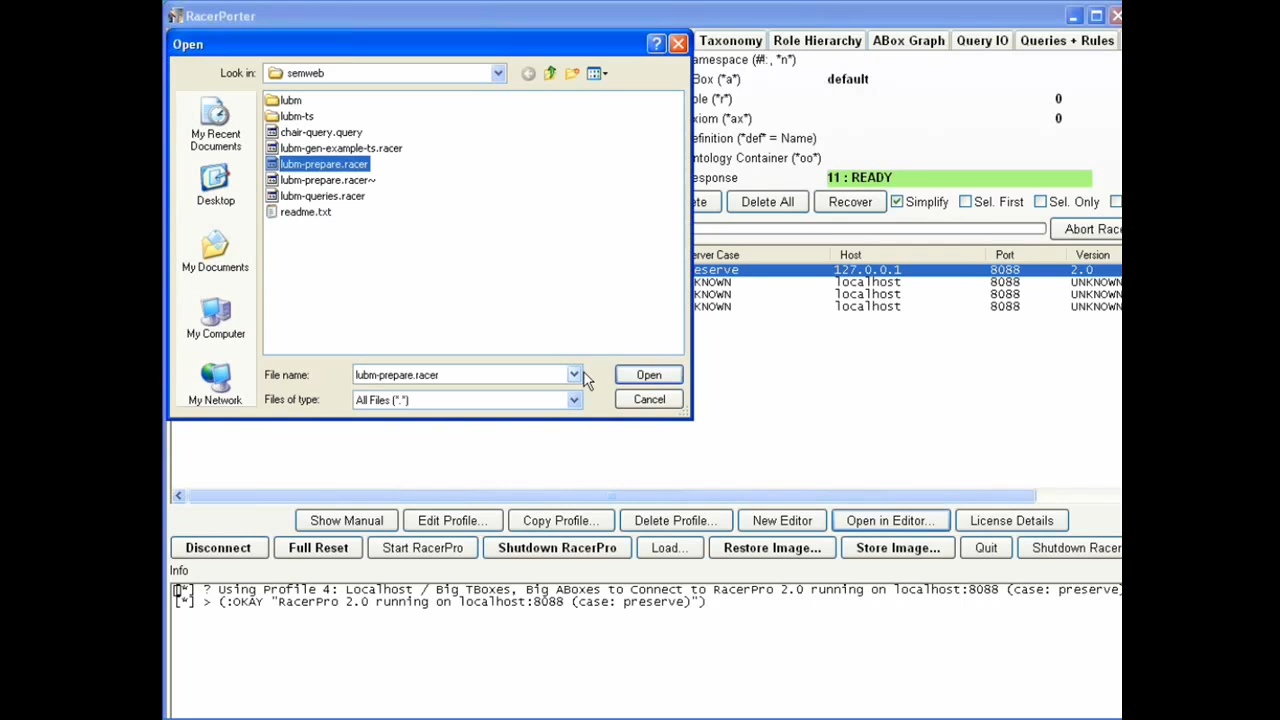 RacerPorter
Open
Look in: semweb
Taxonomy Role Hierarchy ABox Graph Query IO Queries + Rules
My Recent Documents
Desktop
My Documents
My Computer
My Network
lubm
lubm-ts
chair-query.query
lubm-gen-example-ts.racer
lubm-prepare.racer
lubm-prepare.racer~
lubm-queries.racer
readme.txt
File name: lubm-prepare.racer Open
Files of type: All Files (*.*) Cancel
amespace (#:, *n*)
Box (*a*) default
ole (*r*) 0
xiom (*ax*) 0
efinition (*def* = Name)
ntology Container (*oo*)
esponse 11 : READY
ete Delete All Recover Simplify Sel. First Sel. Only
Abort Race
erver Case Host Port Version
eserve 127.0.0.1 8088 2.0
KNOWN localhost 8088 UNKNOWN
KNOWN localhost 8088 UNKNOWN
KNOWN localhost 8088 UNKNOWN
Show Manual Edit Profile... Copy Profile... Delete Profile... New Editor Open in Editor... License Details
Disconnect Full Reset Start RacerPro Shutdown RacerPro Load... Restore Image... Store Image... Quit Shutdown Racer
Info
[*] ? Using Profile 4: Localhost / Big TBoxes, Big ABoxes to Connect to RacerPro 2.0 running on localhost:8088 (case: preserve)
[*] > (:OKAY "RacerPro 2.0 running on localhost:8088 (case: preserve)")